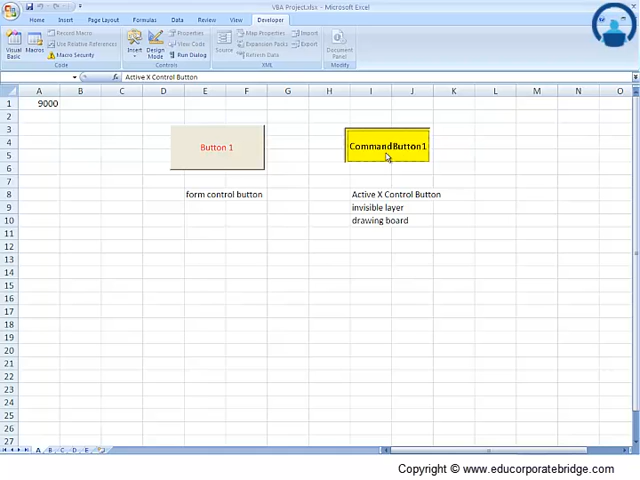 VBA Project.xlsx - Microsoft Excel
Home Insert Page Layout Formulas Data Review View Developer
Visual Basic
Macros
Record Macro
Use Relative References
Macro Security
Code
Insert
Design Mode
Properties
View Code
Run Dialog
Controls
Source
Map Properties
Expansion Packs
Refresh Data
Import
Export
XML
Document Panel
Modify
fx Active X Control Button
A B C D E F G H I J K L M N O
1 9000
2
3
4 Button 1 CommandButton1
5
6
7
8 form control button Active X Control Button
9 invisible layer
10 drawing board
11
12
13
14
15
16
17
18
19
20
21
22
23
24
25
26
27
A B C D E
Copyright © www.educorporatebridge.com